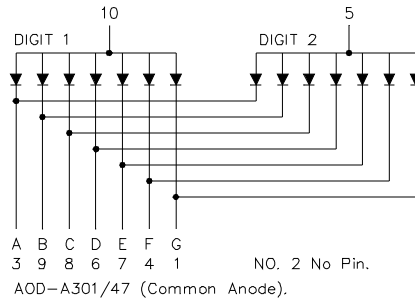 10 5
DIGIT 1 DIGIT 2
A B C D E F G
3 9 8 6 7 4 1 NO. 2 No Pin.
AOD-A301/47 (Common Anode).